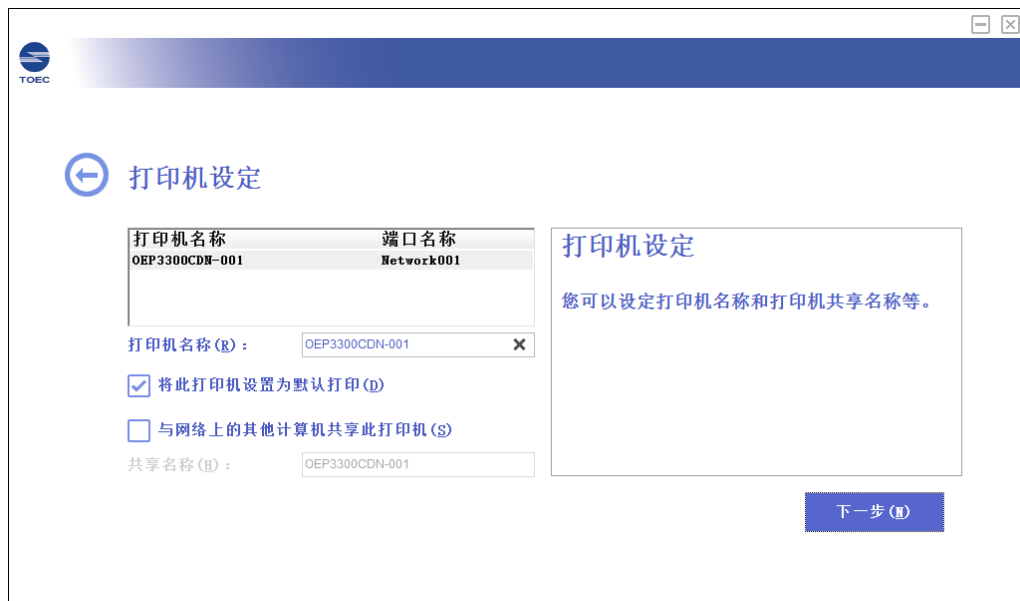 TOEC
打印机设定
打印机名称 端口名称
OEP3300CDN-001 Network001
打印机名称(R)：
OEP3300CDN-001
将此打印机设置为默认打印(D)
与网络上的其他计算机共享此打印机(S)
共享名称(H)：
OEP3300CDN-001
打印机设定
您可以设定打印机名称和打印机共享名称等。
下一步(N)